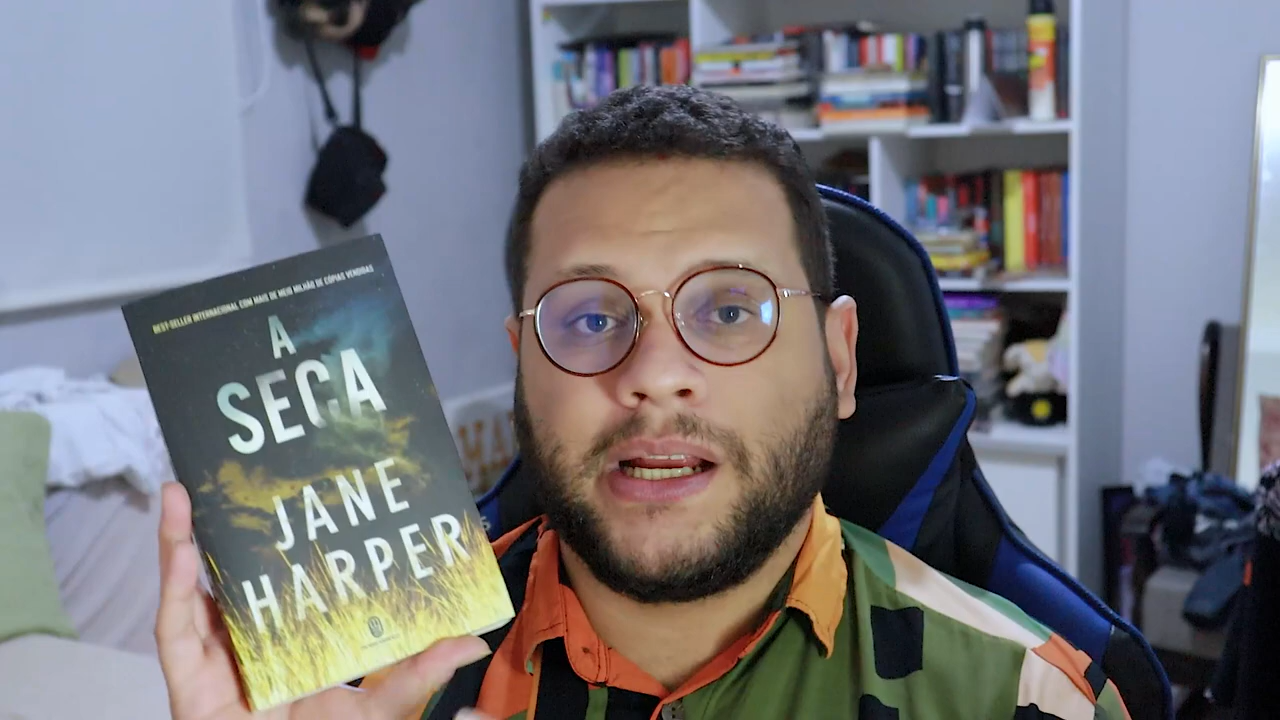 BEST-SELLER INTERNACIONAL COM MAIS DE MEIO MILHÃO DE CÓPIAS VENDIDAS
A
SECA
JANE
HARPER